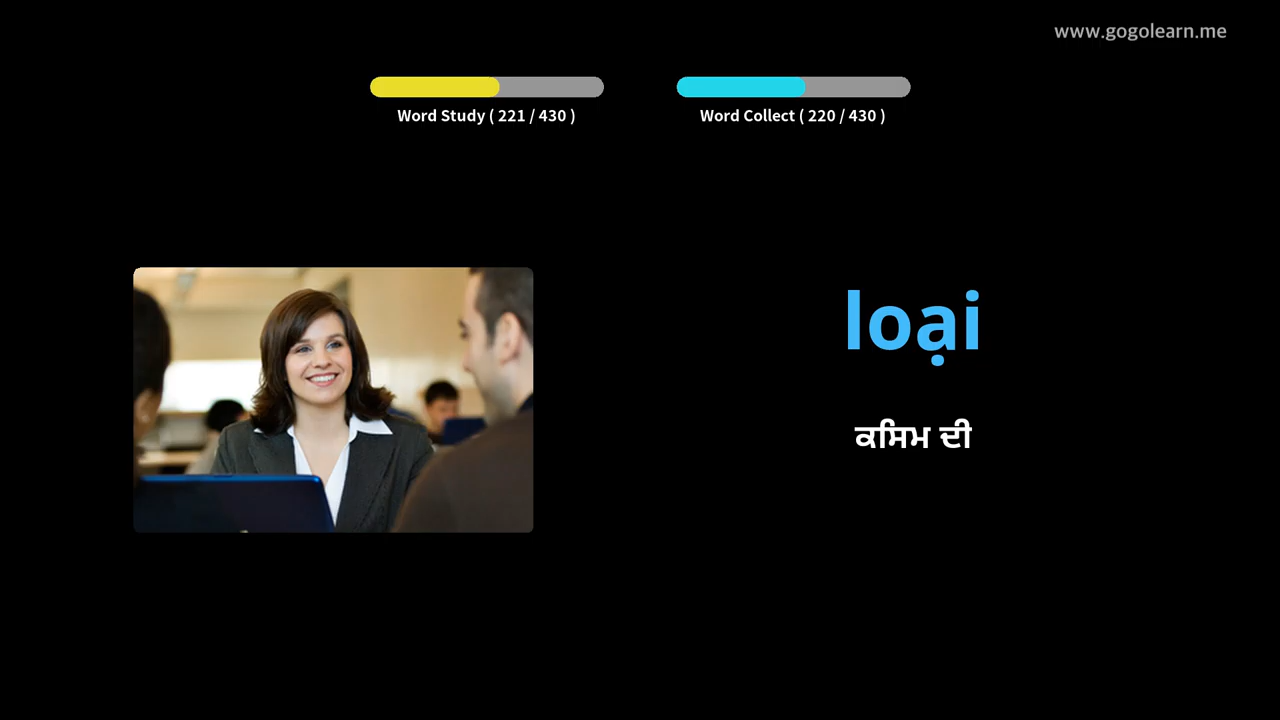 www.gogolearn.me
Word Study ( 221 / 430 )
Word Collect ( 220 / 430 )
loại
ਕਿਸਮ ਦੀ